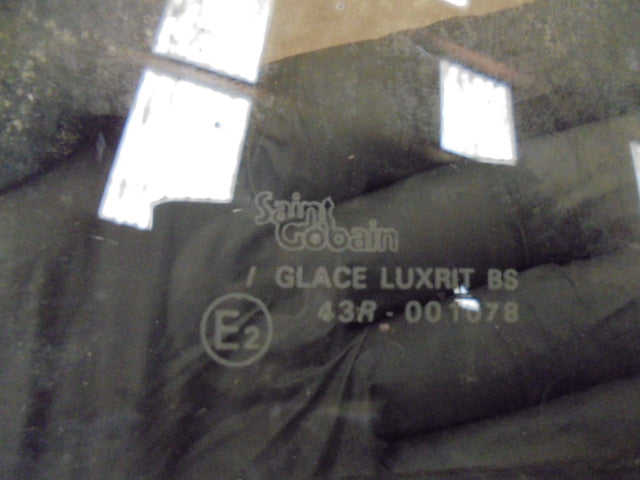 Saint
Gobain
/ GLACE LUXRIT BS
43R - 001078
E2